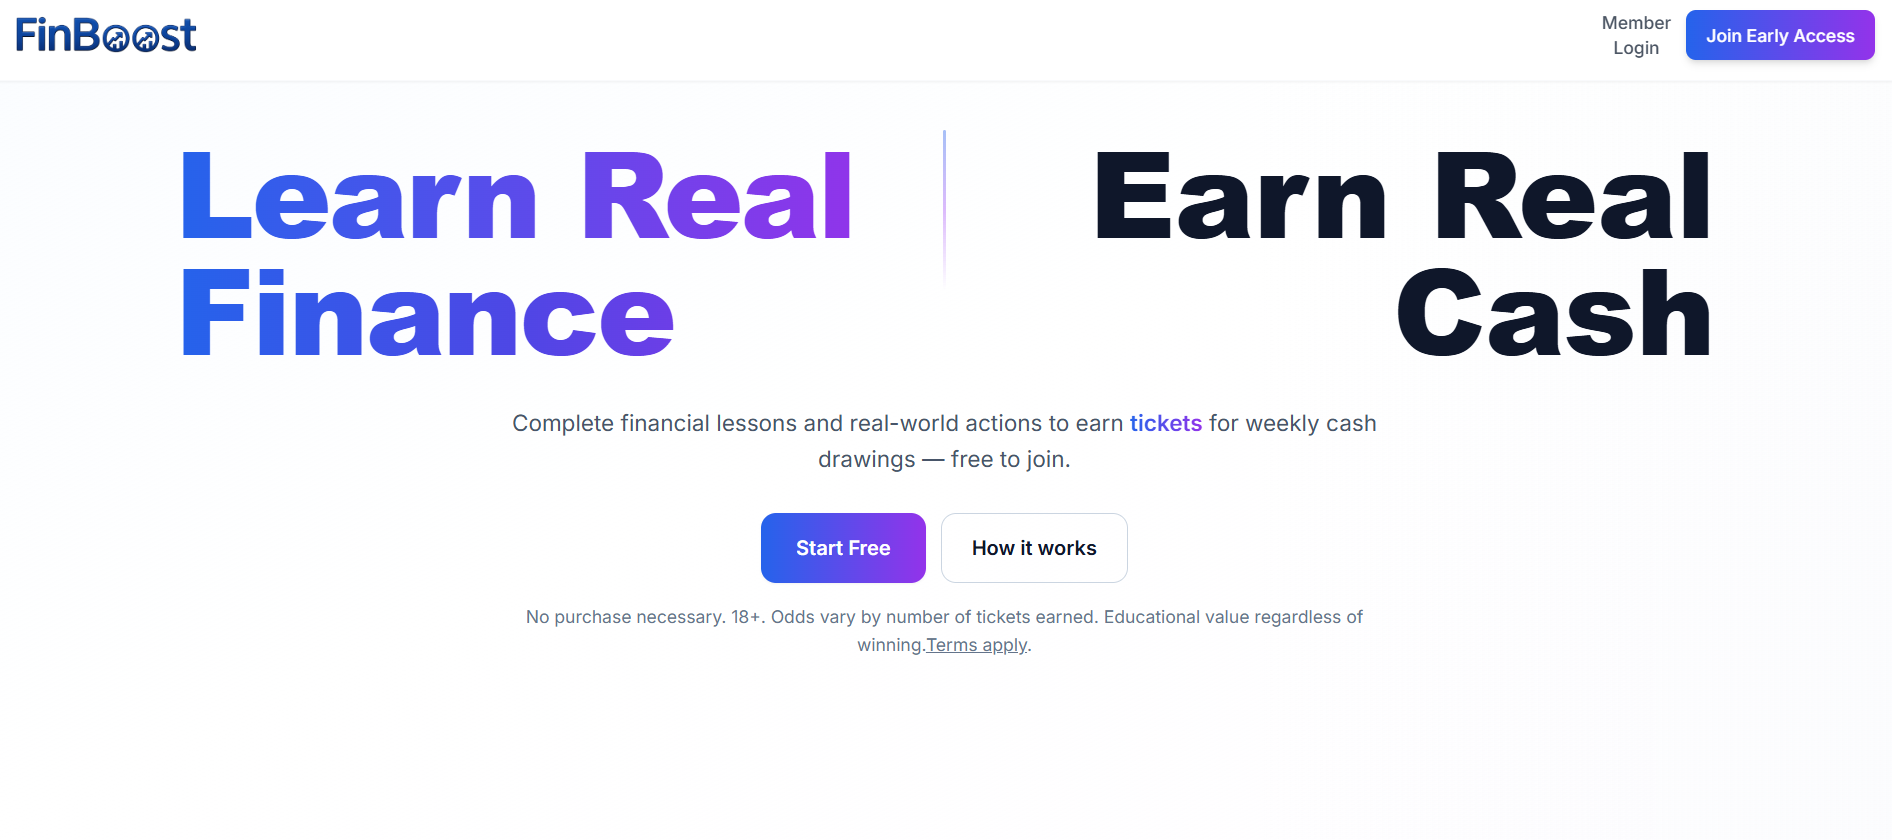 FinBoost
Member
Login
Join Early Access
Learn Real
Finance
Earn Real
Cash
Complete financial lessons and real-world actions to earn tickets for weekly cash
drawings — free to join.
Start Free
How it works
No purchase necessary. 18+. Odds vary by number of tickets earned. Educational value regardless of
winning.Terms apply.